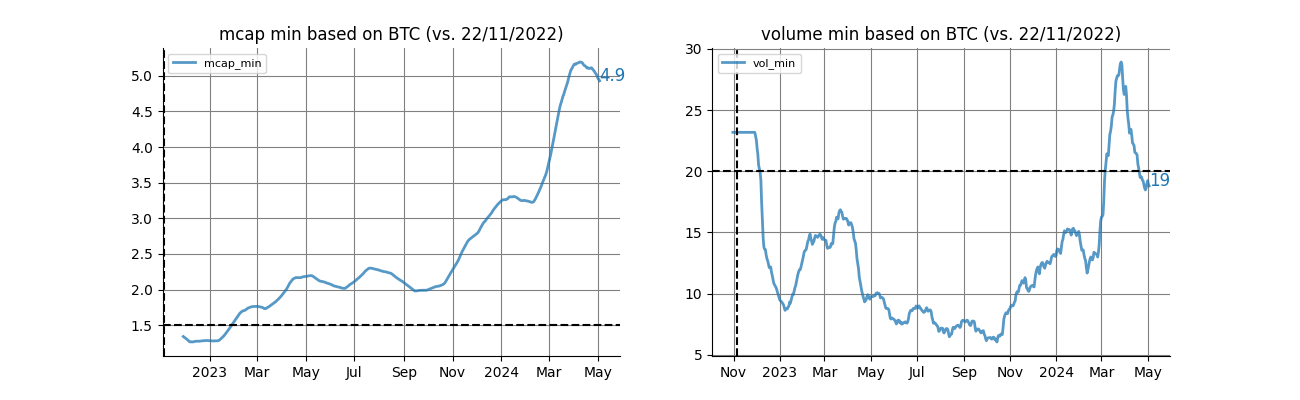 mcap min based on BTC (vs. 22/11/2022)
mcap_min
5.0
4.5
4.0
3.5
3.0
2.5
2.0
1.5
4.9
2023 Mar May Jul Sep Nov 2024 Mar May
volume min based on BTC (vs. 22/11/2022)
vol_min
30
25
20
15
10
5
19
Nov 2023 Mar May Jul Sep Nov 2024 Mar May